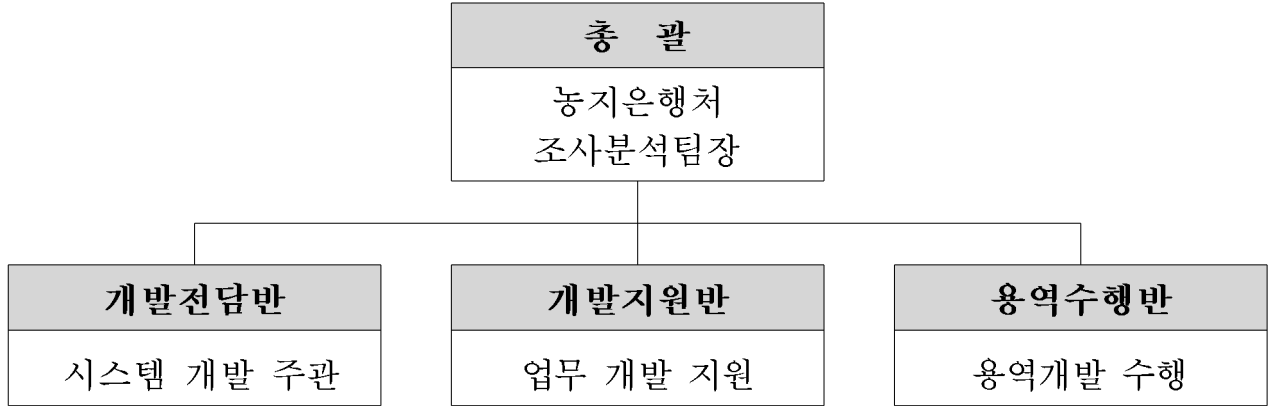 총 괄
농지은행처
조사분석팀장
개발전담반 개발지원반 용역수행반
시스템 개발 주관 업무 개발 지원 용역개발 수행